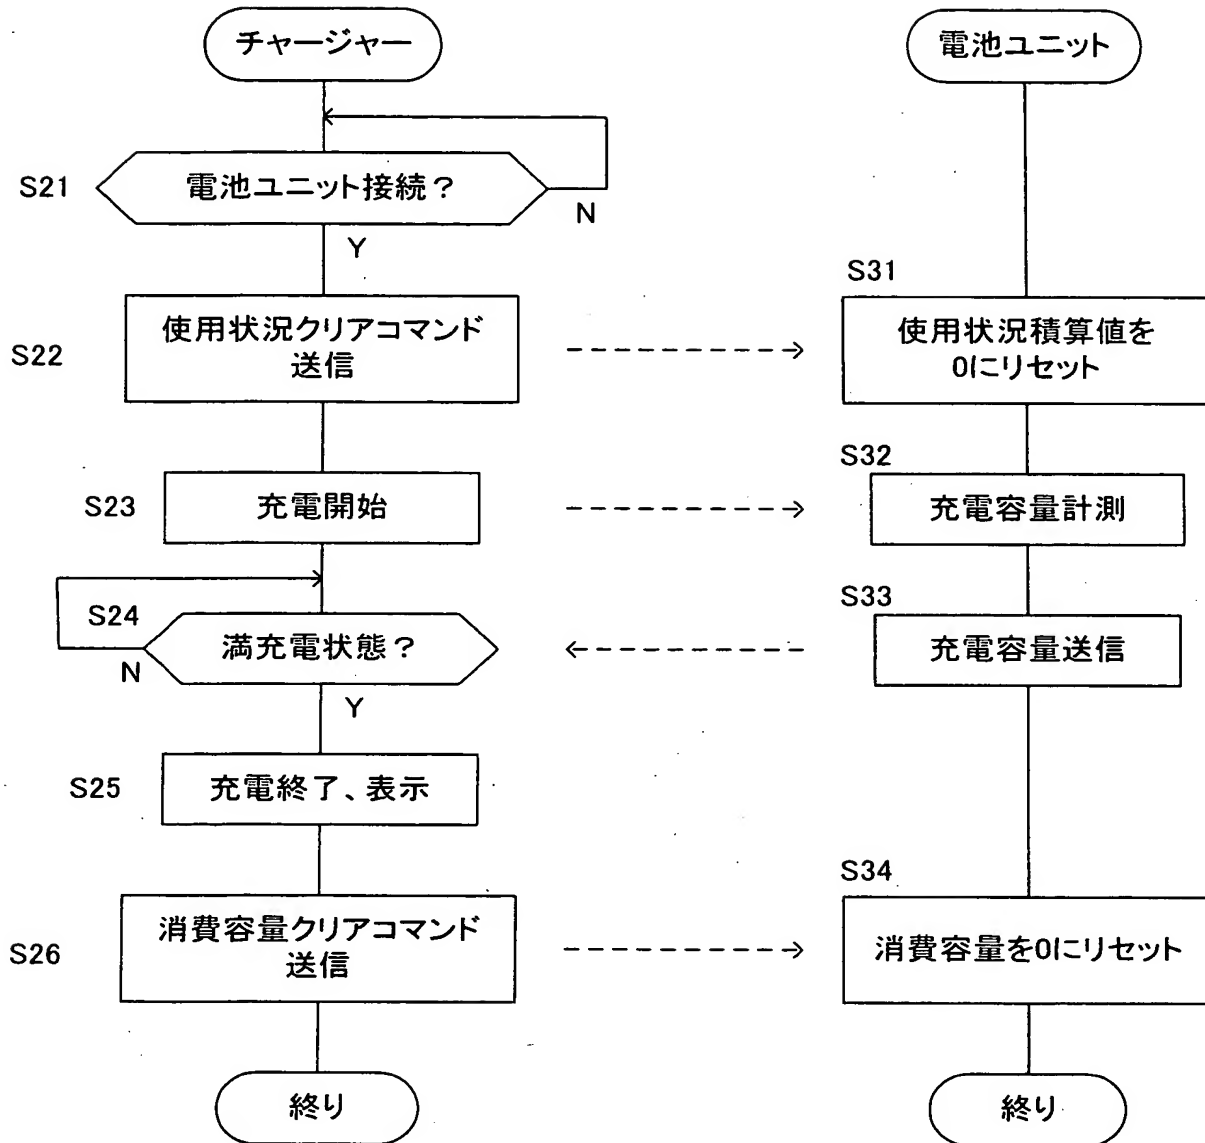 チャージャー
電池ユニット
S21
電池ユニット接続？
N
Y
S31
S22
使用状況クリアコマンド
送信
使用状況積算値を
0にリセット
S32
S23
充電開始
充電容量計測
S24
S33
満充電状態？
充電容量送信
N
Y
S25
充電終了、表示
S34
S26
消費容量クリアコマンド
送信
消費容量を0にリセット
終り
終り